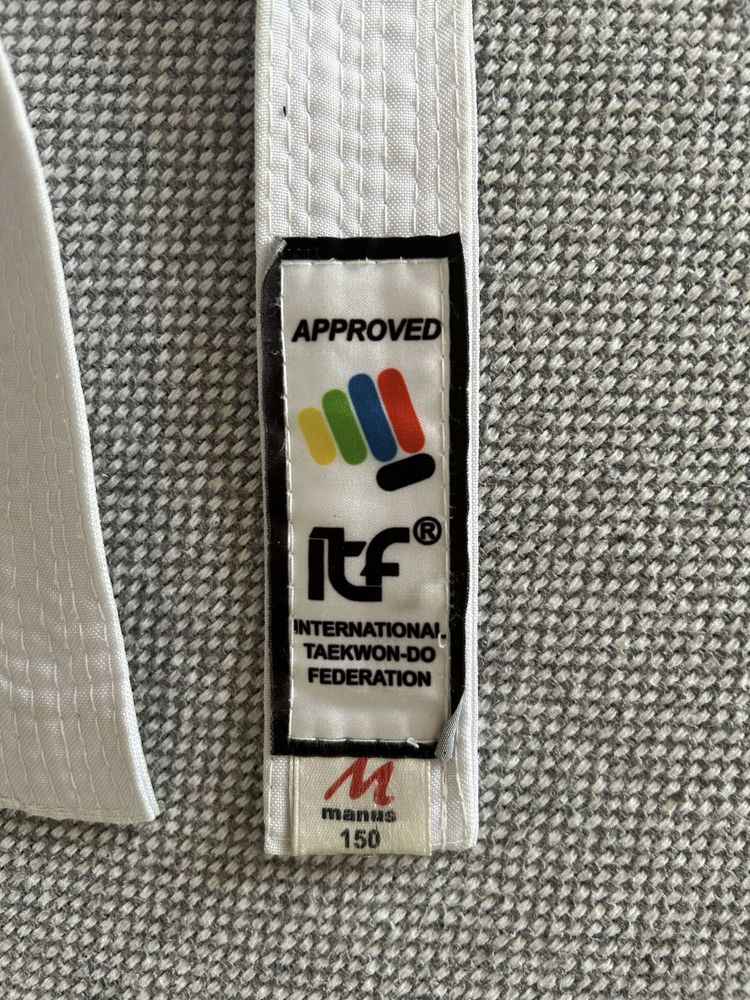 APPROVED
ITF®
INTERNATIONAL
TAEKWON-DO
FEDERATION
M
manus
150